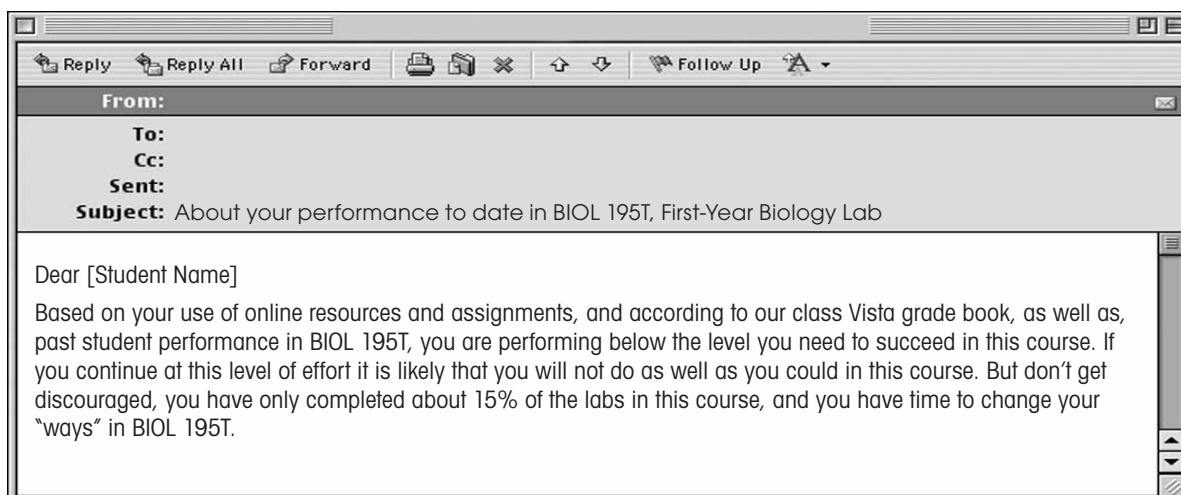 Reply Reply All Forward Follow Up A
From:
To:
Cc:
Sent:
Subject: About your performance to date in BIOL 195T, First-Year Biology Lab
Dear [Student Name]
Based on your use of online resources and assignments, and according to our class Vista grade book, as well as,
past student performance in BIOL 195T, you are performing below the level you need to succeed in this course. If
you continue at this level of effort it is likely that you will not do as well as you could in this course. But don't get
discouraged, you have only completed about 15% of the labs in this course, and you have time to change your
"ways" in BIOL 195T.